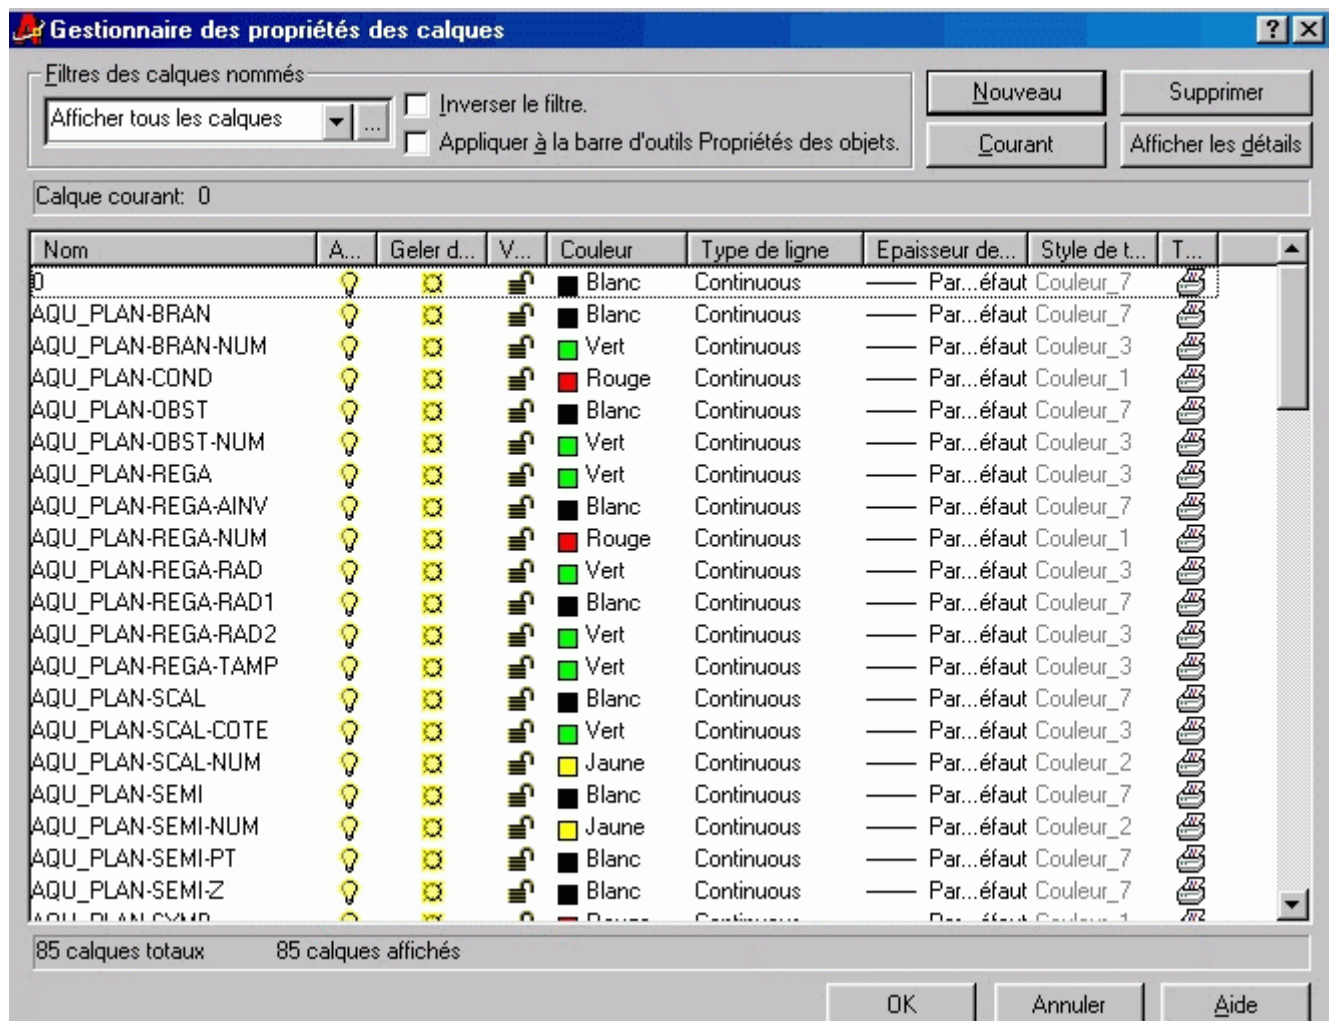 Gestionnaire des propriétés des calques
Filtres des calques nommés
Afficher tous les calques ...
Inverser le filtre.
Appliquer à la barre d'outils Propriétés des objets.
Nouveau Supprimer
Courant Afficher les détails
Calque courant: 0
Nom A... Geler d... V... Couleur Type de ligne Epaisseur de... Style de t... T...
0 Blanc Continuous Par...éfaut Couleur_7
AQU_PLAN-BRAN Blanc Continuous Par...éfaut Couleur_7
AQU_PLAN-BRAN-NUM Vert Continuous Par...éfaut Couleur_3
AQU_PLAN-COND Rouge Continuous Par...éfaut Couleur_1
AQU_PLAN-OBST Blanc Continuous Par...éfaut Couleur_7
AQU_PLAN-OBST-NUM Vert Continuous Par...éfaut Couleur_3
AQU_PLAN-REGA Vert Continuous Par...éfaut Couleur_3
AQU_PLAN-REGA-AINV Blanc Continuous Par...éfaut Couleur_7
AQU_PLAN-REGA-NUM Rouge Continuous Par...éfaut Couleur_1
AQU_PLAN-REGA-RAD Vert Continuous Par...éfaut Couleur_3
AQU_PLAN-REGA-RAD1 Blanc Continuous Par...éfaut Couleur_7
AQU_PLAN-REGA-RAD2 Vert Continuous Par...éfaut Couleur_3
AQU_PLAN-REGA-TAMP Vert Continuous Par...éfaut Couleur_3
AQU_PLAN-SCAL Blanc Continuous Par...éfaut Couleur_7
AQU_PLAN-SCAL-COTE Vert Continuous Par...éfaut Couleur_3
AQU_PLAN-SCAL-NUM Jaune Continuous Par...éfaut Couleur_2
AQU_PLAN-SEMI Blanc Continuous Par...éfaut Couleur_7
AQU_PLAN-SEMI-NUM Jaune Continuous Par...éfaut Couleur_2
AQU_PLAN-SEMI-PT Blanc Continuous Par...éfaut Couleur_7
AQU_PLAN-SEMI-Z Blanc Continuous Par...éfaut Couleur_7
85 calques totaux 85 calques affichés
OK Annuler Aide